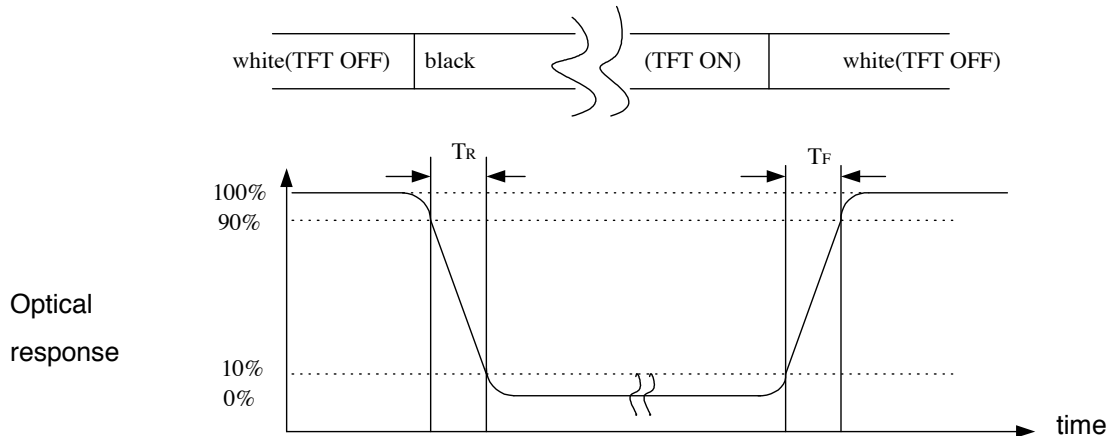 white(TFT OFF) black (TFT ON) white(TFT OFF)
TR TF
100%
90%
Optical
response
10%
0%
time